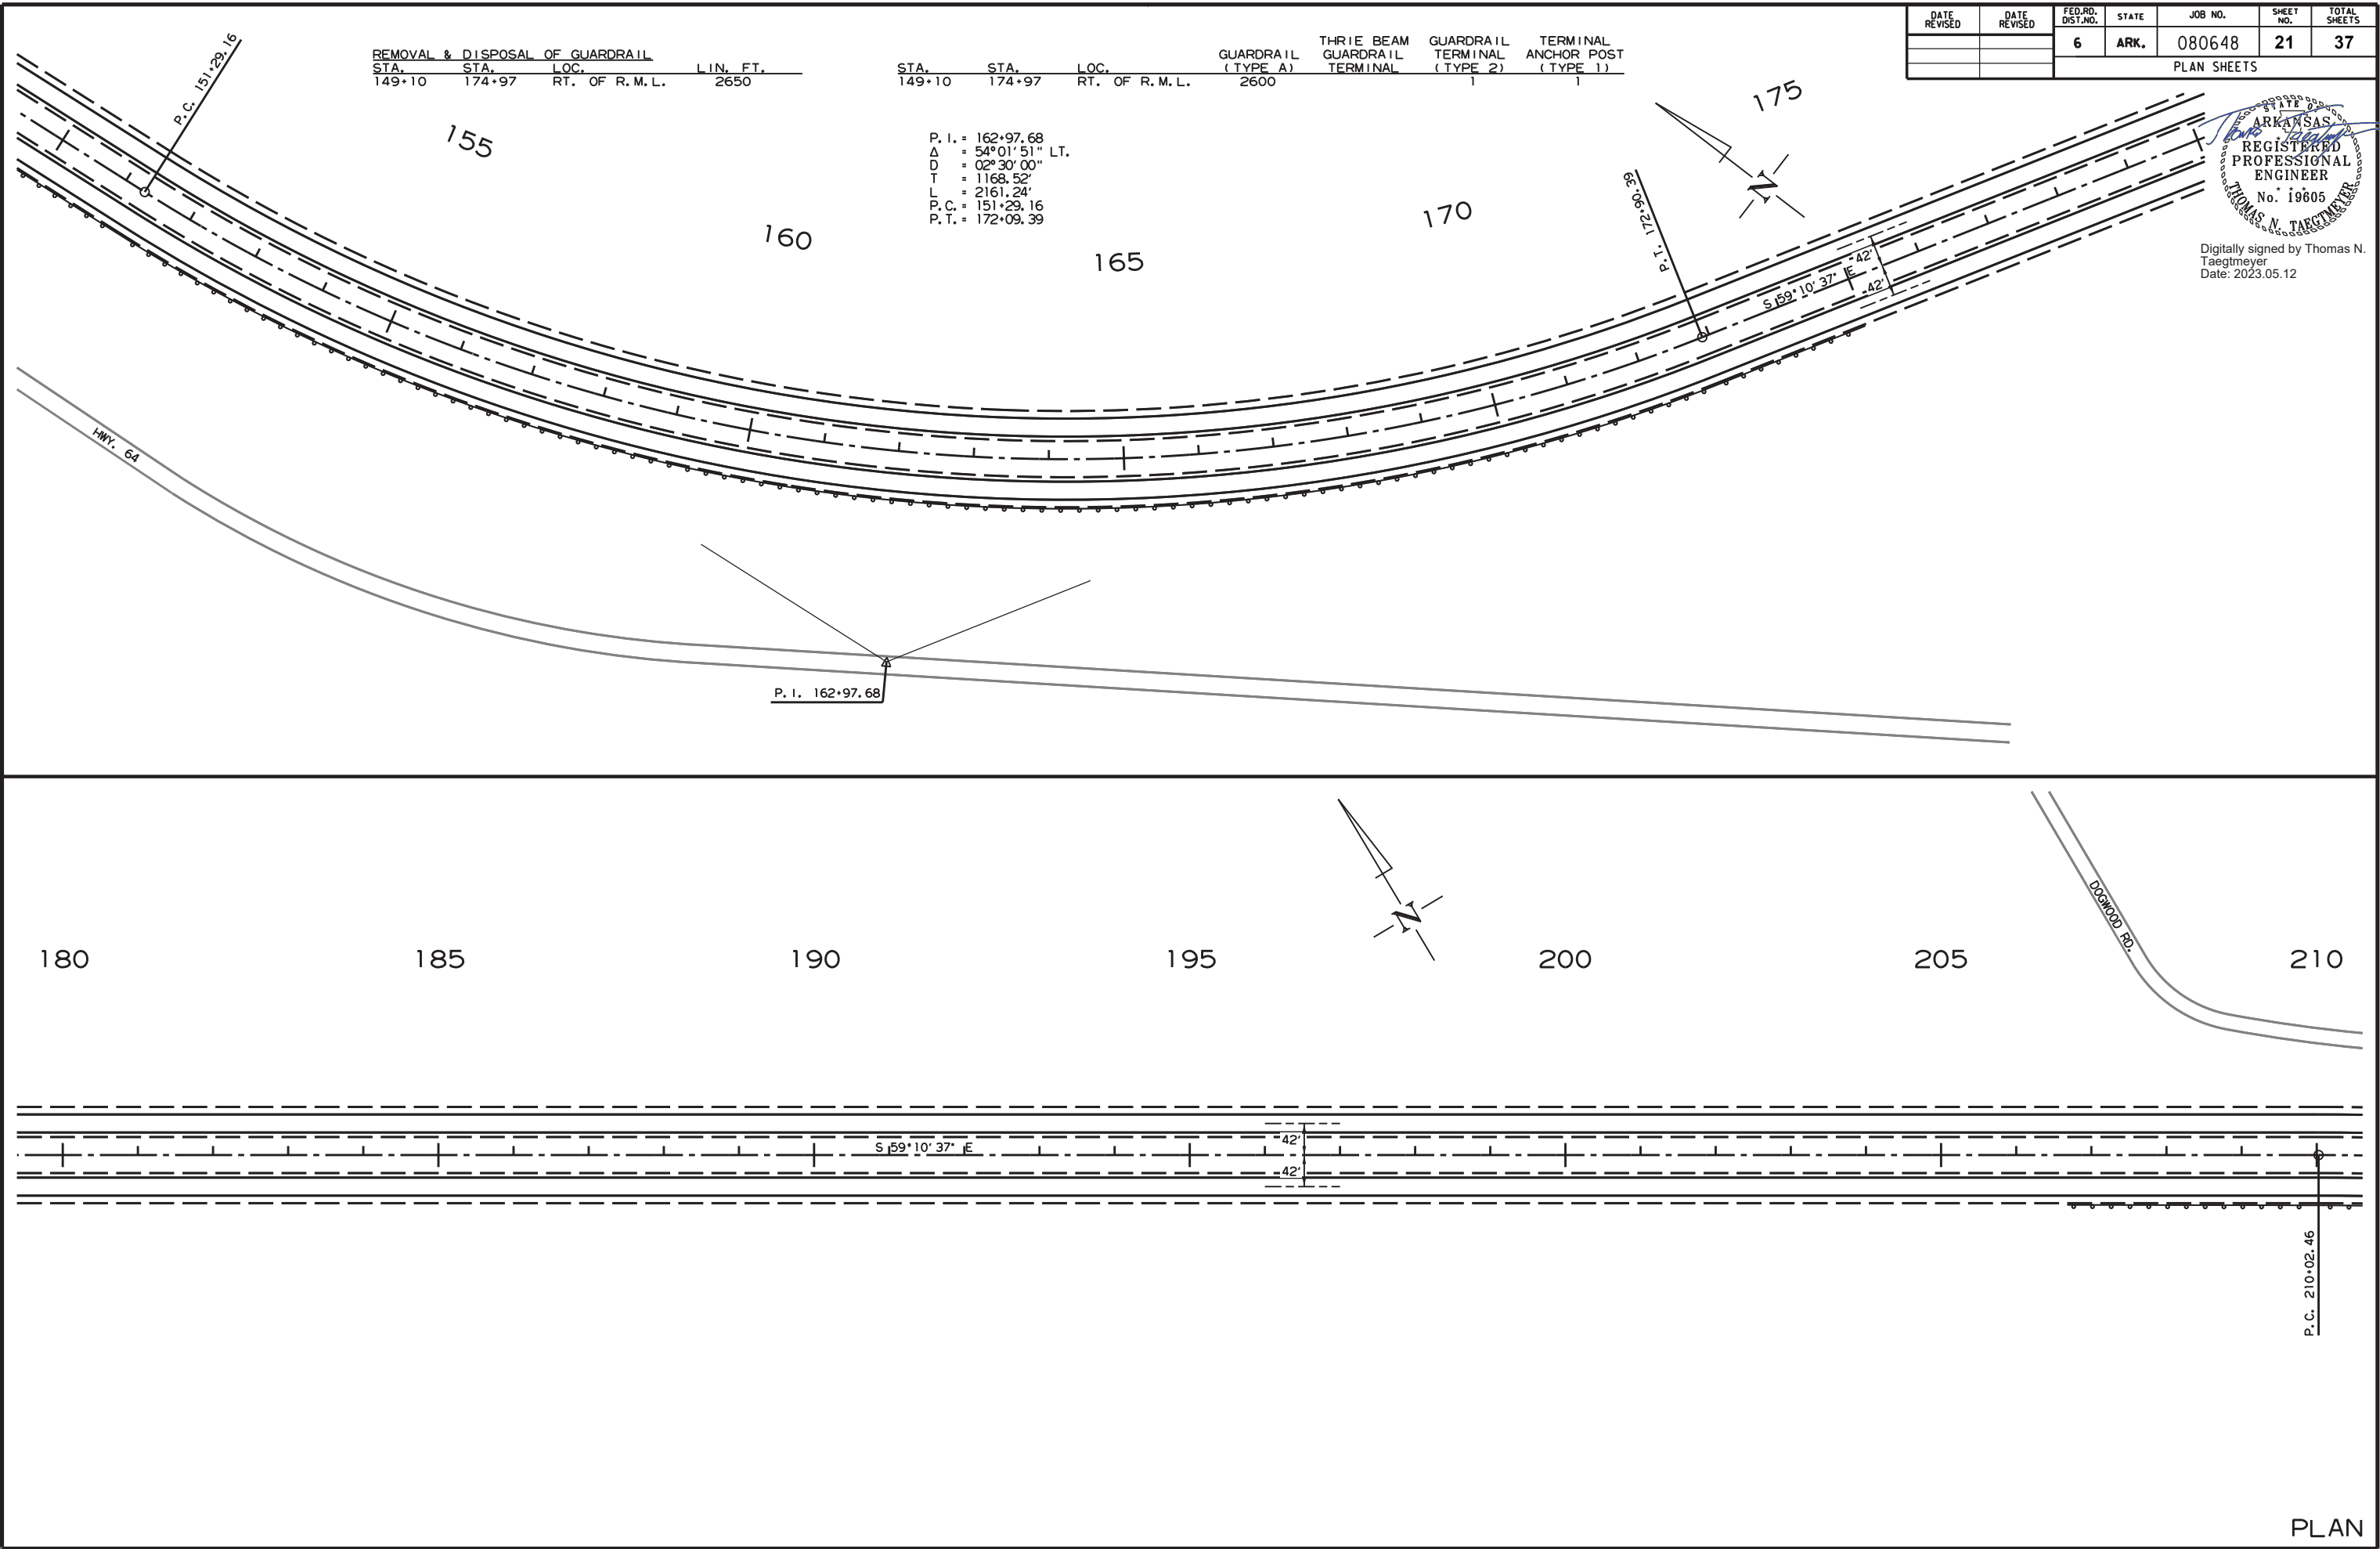 DATE REVISED
DATE REVISED
FED.RD. DIST.NO.
STATE
JOB NO.
SHEET NO.
TOTAL SHEETS
6 ARK. 080648 21 37
PLAN SHEETS
REMOVAL & DISPOSAL OF GUARDRAIL
STA. STA. LOC. LIN. FT.
149+10 174+97 RT. OF R.M.L. 2650
STA. STA. LOC. GUARDRAIL (TYPE A) THRIE BEAM GUARDRAIL TERMINAL GUARDRAIL TERMINAL (TYPE 2) TERMINAL ANCHOR POST (TYPE 1)
149+10 174+97 RT. OF R.M.L. 2600 1 1
P.I. = 162+97.68
Δ = 54°01'51" LT.
D = 02°30'00"
T = 1168.52'
L = 2161.24'
P.C. = 151+29.16
P.T. = 172+09.39
P.C. 151+29.16
155
160
165
170
175
N
P.T. 172+90.39
S 59°10'37" E
42'
42'
STATE OF
ARKANSAS
REGISTERED
PROFESSIONAL
ENGINEER
No. 19605
THOMAS N. TAEGTMEYER
Digitally signed by Thomas N.
Taegtmeyer
Date: 2023.05.12
HWY. 64
P.I. 162+97.68
N
DOGWOOD RD.
180 185 190 195 200 205 210
S 59°10'37" E
42'
42'
P.C. 210+02.46
PLAN